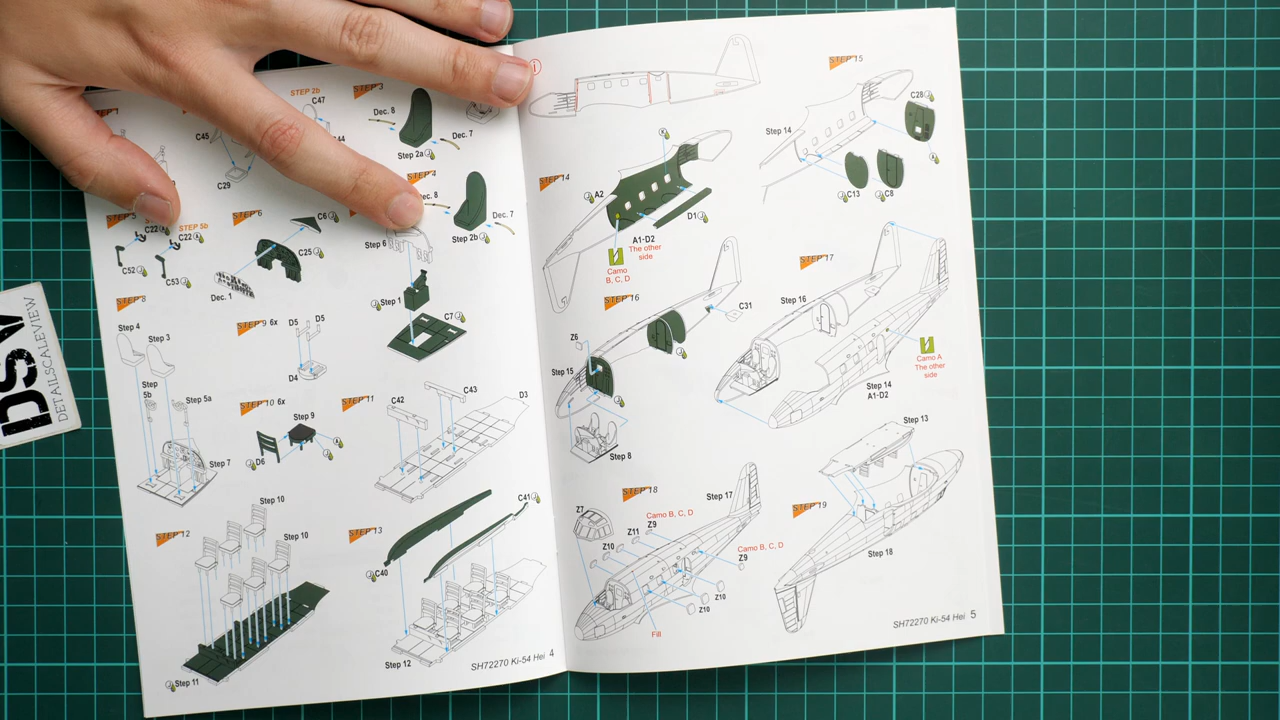 STEP 2b
C47
C45
44
C29
STEP 3
Dec. 8
Dec. 7
Step 2a
4
ec. 8
Dec. 7
Step 2b
STEP 5
C22
STEP 5b
C22
C52
C53
STEP 6
C6
C25
Dec. 1
Step 6
Step 1
C7
STEP 8
Step 4
Step 3
Step 5b
Step 5a
Step 7
STEP 9 6x
D5
D5
D4
STEP 10 6x
Step 9
D6
STEP 11
C43
C42
D3
STEP 12
Step 10
Step 10
Step 11
STEP 13
C41
C40
Step 12
SH72270 Ki-54 Hei 4
i
STEP 14
A2
K
D1
A1-D2
The other
side
Camo
B, C, D
STEP 15
Step 14
C28
C13
C8
STEP 16
C31
Z6
Step 15
Step 8
STEP 17
Step 16
Camo A
The other
side
Step 14
A1-D2
STEP 18
Step 17
Z7
Camo B, C, D
Z9
Z11
Z10
Camo B, C, D
Z9
Z10
Z10
Fill
STEP 19
Step 13
Step 18
SH72270 Ki-54 Hei 5
DSV
DETAILSCALEVIEW